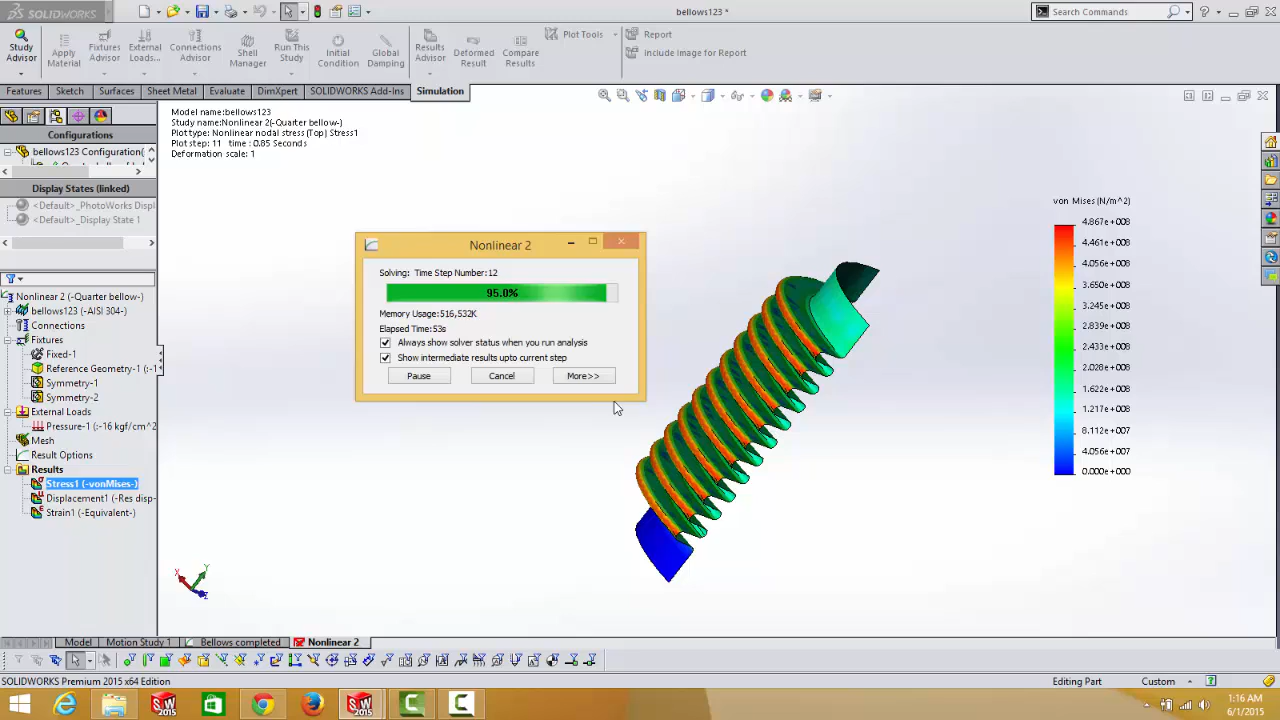 SOLIDWORKS
bellows123 *
Search Commands
Study Advisor
Apply Material
Fixtures Advisor
External Loads...
Connections Advisor
Shell Manager
Run This Study
Initial Condition
Global Damping
Results Advisor
Deformed Result
Compare Results
Plot Tools
Report
Include Image for Report
Features
Sketch
Surfaces
Sheet Metal
Evaluate
DimXpert
SOLIDWORKS Add-Ins
Simulation
Configurations
bellows123 Configuration(
Display States (linked)
<Default>_PhotoWorks Displ
<Default>_Display State 1
Model name:bellows123
Study name:Nonlinear 2(-Quarter bellow-)
Plot type: Nonlinear nodal stress (Top) Stress1
Plot step: 11 time : 0.85 Seconds
Deformation scale: 1
Nonlinear 2 (-Quarter bellow-)
bellows123 (-AISI 304-)
Connections
Fixtures
Fixed-1
Reference Geometry-1 (:-1
Symmetry-1
Symmetry-2
External Loads
Pressure-1 (:-16 kgf/cm^2
Mesh
Result Options
Results
Stress1 (-vonMises-)
Displacement1 (-Res disp-
Strain1 (-Equivalent-)
Nonlinear 2
Solving: Time Step Number:12
95.0%
Memory Usage:516,532K
Elapsed Time:53s
Always show solver status when you run analysis
Show intermediate results upto current step
Pause
Cancel
More>>
von Mises (N/m^2)
4.867e+008
4.461e+008
4.056e+008
3.650e+008
3.245e+008
2.839e+008
2.433e+008
2.028e+008
1.622e+008
1.217e+008
8.112e+007
4.056e+007
0.000e+000
X
Y
Z
Model
Motion Study 1
Bellows completed
Nonlinear 2
SOLIDWORKS Premium 2015 x64 Edition
Editing Part
Custom
1:16 AM
6/1/2015